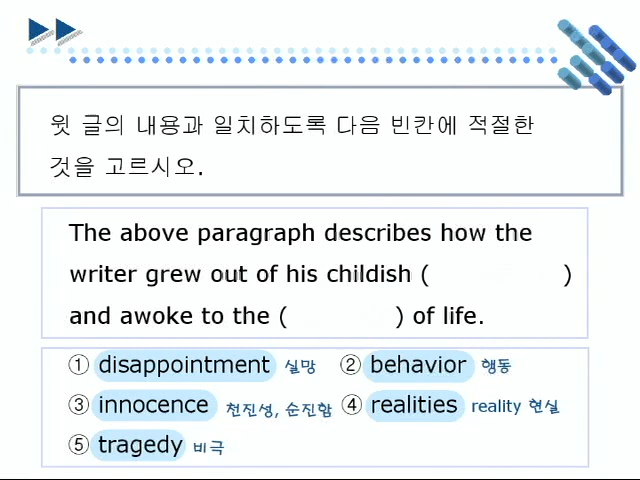 윗 글의 내용과 일치하도록 다음 빈칸에 적절한
것을 고르시오.
The above paragraph describes how the
writer grew out of his childish ( )
and awoke to the ( ) of life.
① disappointment 실망 ② behavior 행동
③ innocence 천진성, 순진함 ④ realities reality 현실
⑤ tragedy 비극